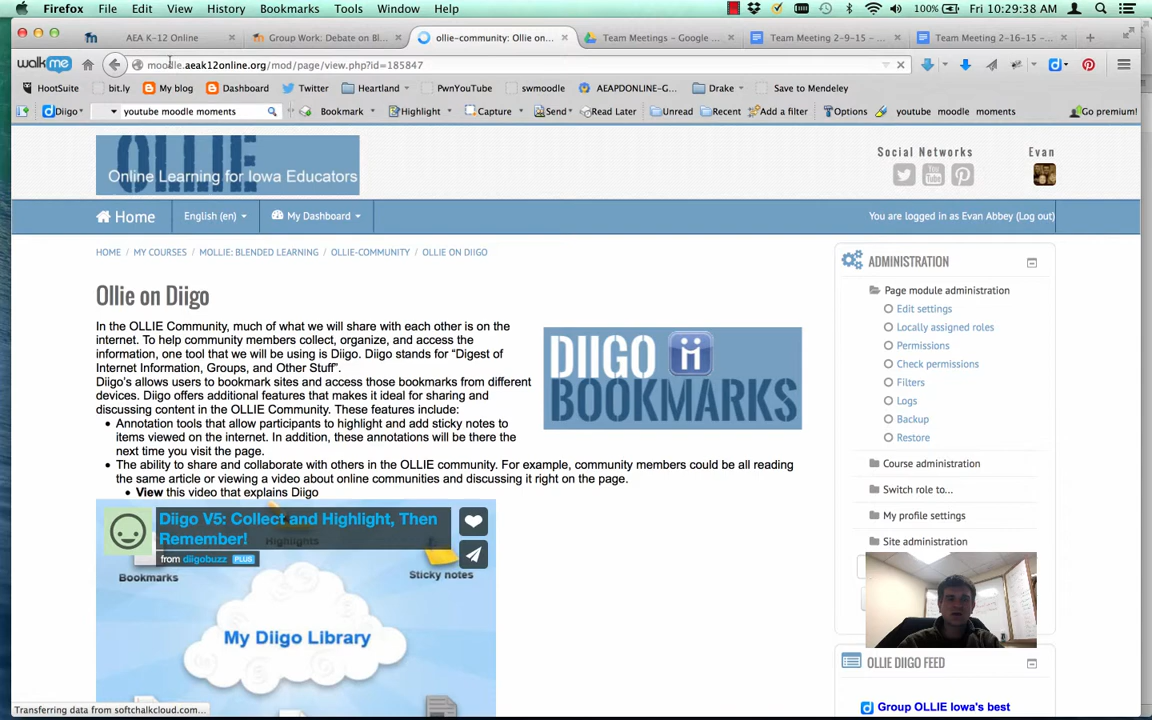 Firefox File Edit View History Bookmarks Tools Window Help 100% Fri 10:29:38 AM
AEA K-12 Online Group Work: Debate on Bl... ollie-community: Ollie on... Team Meetings – Google ... Team Meeting 2-9-15 – ... Team Meeting 2-16-15 – ...
walkme moodle.aeak12online.org/mod/page/view.php?id=185847
HootSuite bit.ly My blog Dashboard Twitter Heartland PwnYouTube swmoodle AEAPDONLINE-G... Drake Save to Mendeley
Diigo youtube moodle moments Bookmark Highlight Capture Send Read Later Unread Recent Add a filter Options youtube moodle moments Go premium!
OLLIE
Online Learning for Iowa Educators
Social Networks Evan
Home English (en) My Dashboard You are logged in as Evan Abbey (Log out)
HOME / MY COURSES / MOLLIE: BLENDED LEARNING / OLLIE-COMMUNITY / OLLIE ON DIIGO
Ollie on Diigo
In the OLLIE Community, much of what we will share with each other is on the
internet. To help community members collect, organize, and access the
information, one tool that we will be using is Diigo. Diigo stands for “Digest of
Internet Information, Groups, and Other Stuff”.
Diigo's allows users to bookmark sites and access those bookmarks from different
devices. Diigo offers additional features that makes it ideal for sharing and
discussing content in the OLLIE Community. These features include:
Annotation tools that allow participants to highlight and add sticky notes to
items viewed on the internet. In addition, these annotations will be there the
next time you visit the page.
The ability to share and collaborate with others in the OLLIE community. For example, community members could be all reading
the same article or viewing a video about online communities and discussing it right on the page.
View this video that explains Diigo
DIIGO
BOOKMARKS
Diigo V5: Collect and Highlight, Then
Remember!
from diigobuzz PLUS
Highlights
Bookmarks
Sticky notes
My Diigo Library
ADMINISTRATION
Page module administration
Edit settings
Locally assigned roles
Permissions
Check permissions
Filters
Logs
Backup
Restore
Course administration
Switch role to...
My profile settings
Site administration
OLLIE DIIGO FEED
Group OLLIE Iowa's best
Transferring data from softchalkcloud.com...